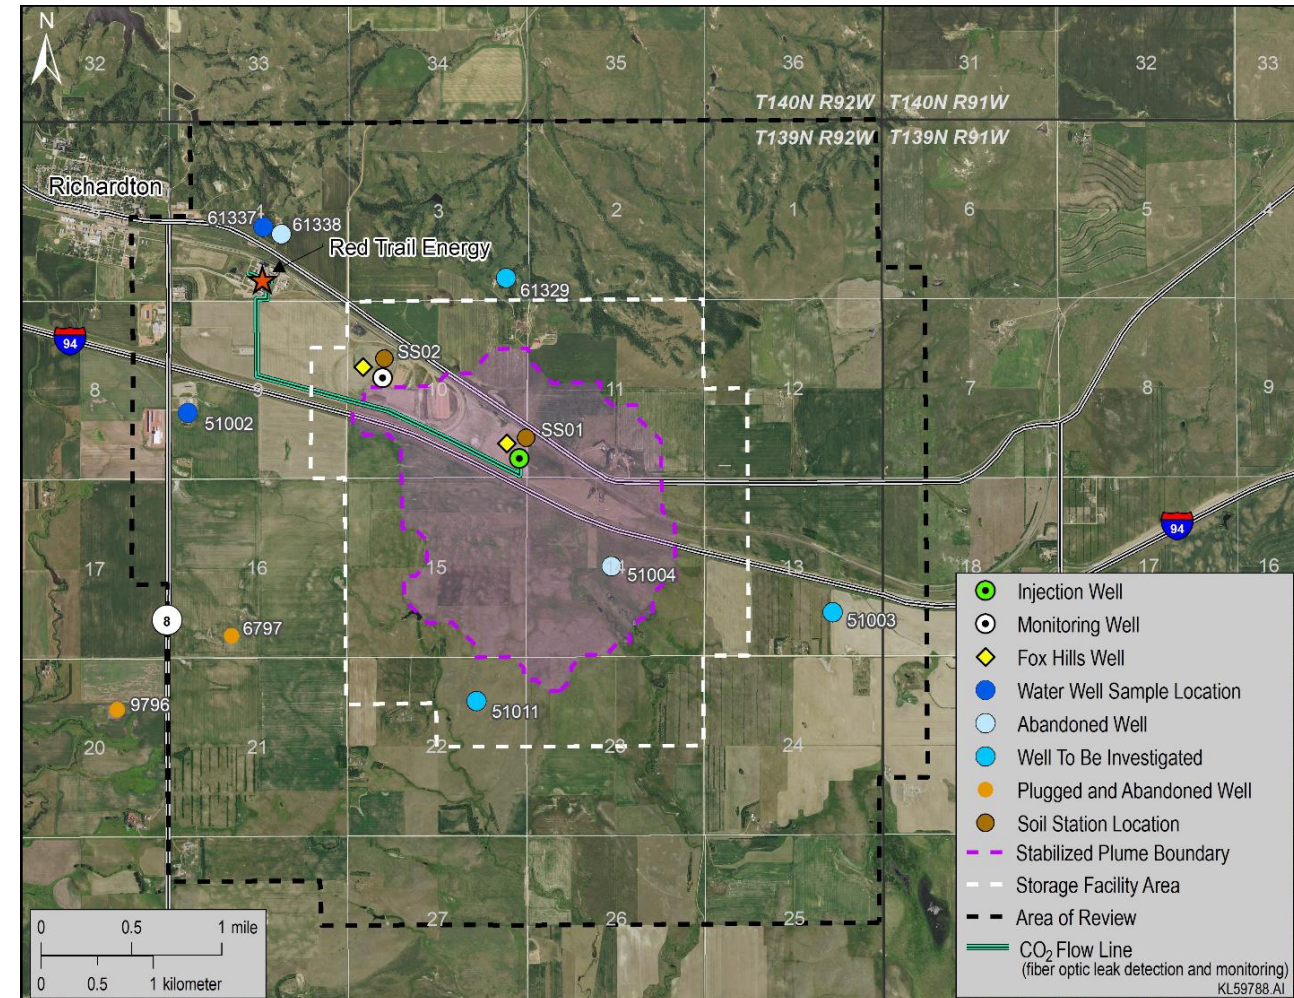 N
32
33
34
35
36
31
32
33
T140N R92W
T140N R91W
T139N R92W
T139N R91W
Richardton
61337
61338
3
2
1
6
5
4
Red Trail Energy
61329
94
8
9
SS02
10
11
12
7
8
9
51002
SS01
94
17
16
15
14
51004
13
18
17
16
8
6797
51003
9796
51011
20
21
22
23
24
27
26
25
Injection Well
Monitoring Well
Fox Hills Well
Water Well Sample Location
Abandoned Well
Well To Be Investigated
Plugged and Abandoned Well
Soil Station Location
Stabilized Plume Boundary
Storage Facility Area
Area of Review
CO₂ Flow Line
(fiber optic leak detection and monitoring)
KL59788.AI
0 0.5 1 mile
0 0.5 1 kilometer